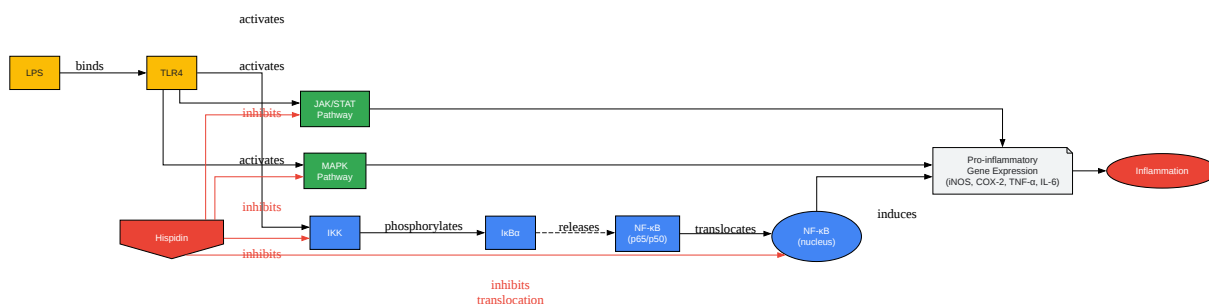 activates
LPS
binds
TLR4
activates
JAK/STAT
Pathway
inhibits
activates
MAPK
Pathway
Pro-inflammatory
Gene Expression
(iNOS, COX-2, TNF-α, IL-6)
Inflammation
inhibits
induces
Hispidin
IKK
phosphorylates
IκBα
releases
NF-κB
(p65/p50)
translocates
NF-κB
(nucleus)
inhibits
inhibits
translocation